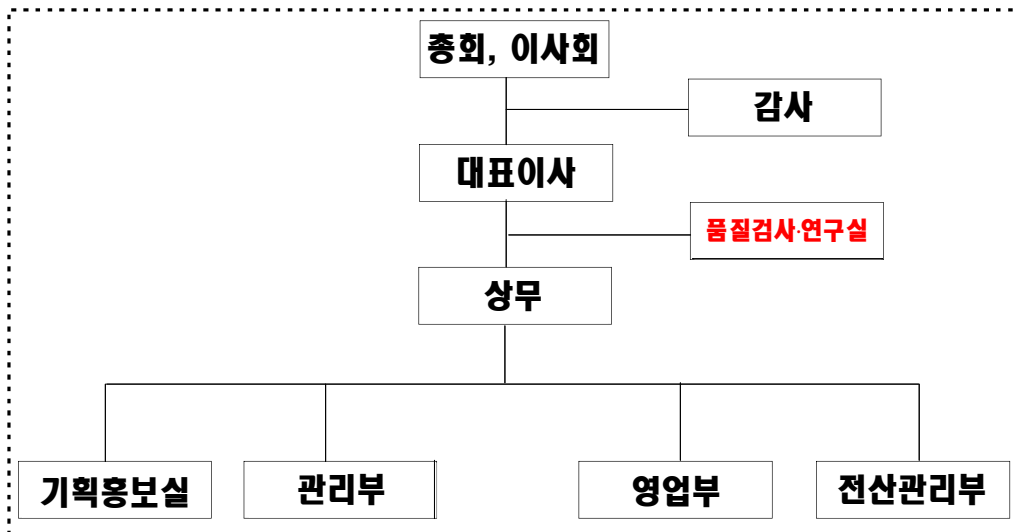 총회, 이사회
감사
대표이사
품질검사·연구실
상무
기획홍보실
관리부
영업부
전산관리부